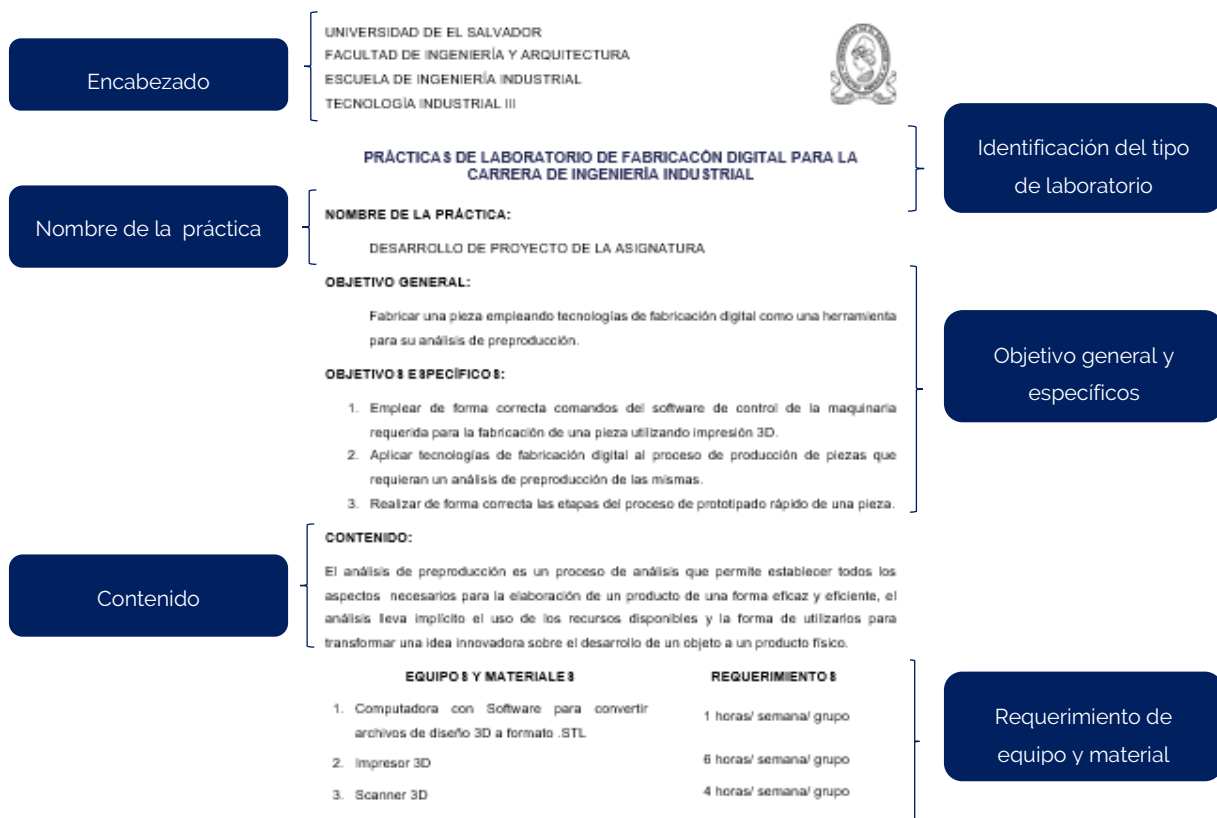 Encabezado
UNIVERSIDAD DE EL SALVADOR
FACULTAD DE INGENIERÍA Y ARQUITECTURA
ESCUELA DE INGENIERÍA INDUSTRIAL
TECNOLOGÍA INDUSTRIAL III
PRÁCTICAS DE LABORATORIO DE FABRICACÓN DIGITAL PARA LA
CARRERA DE INGENIERÍA INDUSTRIAL
Identificación del tipo
de laboratorio
Nombre de la práctica
NOMBRE DE LA PRÁCTICA:
DESARROLLO DE PROYECTO DE LA ASIGNATURA
OBJETIVO GENERAL:
Fabricar una pieza empleando tecnologías de fabricación digital como una herramienta
para su análisis de preproducción.
OBJETIVOS ESPECÍFICOS:
1. Emplear de forma correcta comandos del software de control de la maquinaria
requerida para la fabricación de una pieza utilizando impresión 3D.
2. Aplicar tecnologías de fabricación digital al proceso de producción de piezas que
requieran un análisis de preproducción de las mismas.
3. Realizar de forma correcta las etapas del proceso de prototipado rápido de una pieza.
Objetivo general y
específicos
Contenido
CONTENIDO:
El análisis de preproducción es un proceso de análisis que permite establecer todos los
aspectos necesarios para la elaboración de un producto de una forma eficaz y eficiente, el
análisis lleva implícito el uso de los recursos disponibles y la forma de utilizarlos para
transformar una idea innovadora sobre el desarrollo de un objeto a un producto físico.
EQUIPOS Y MATERIALES
REQUERIMIENTOS
1. Computadora con Software para convertir
archivos de diseño 3D a formato .STL
1 horas/ semana/ grupo
2. Impresor 3D
6 horas/ semana/ grupo
3. Scanner 3D
4 horas/ semana/ grupo
Requerimiento de
equipo y material